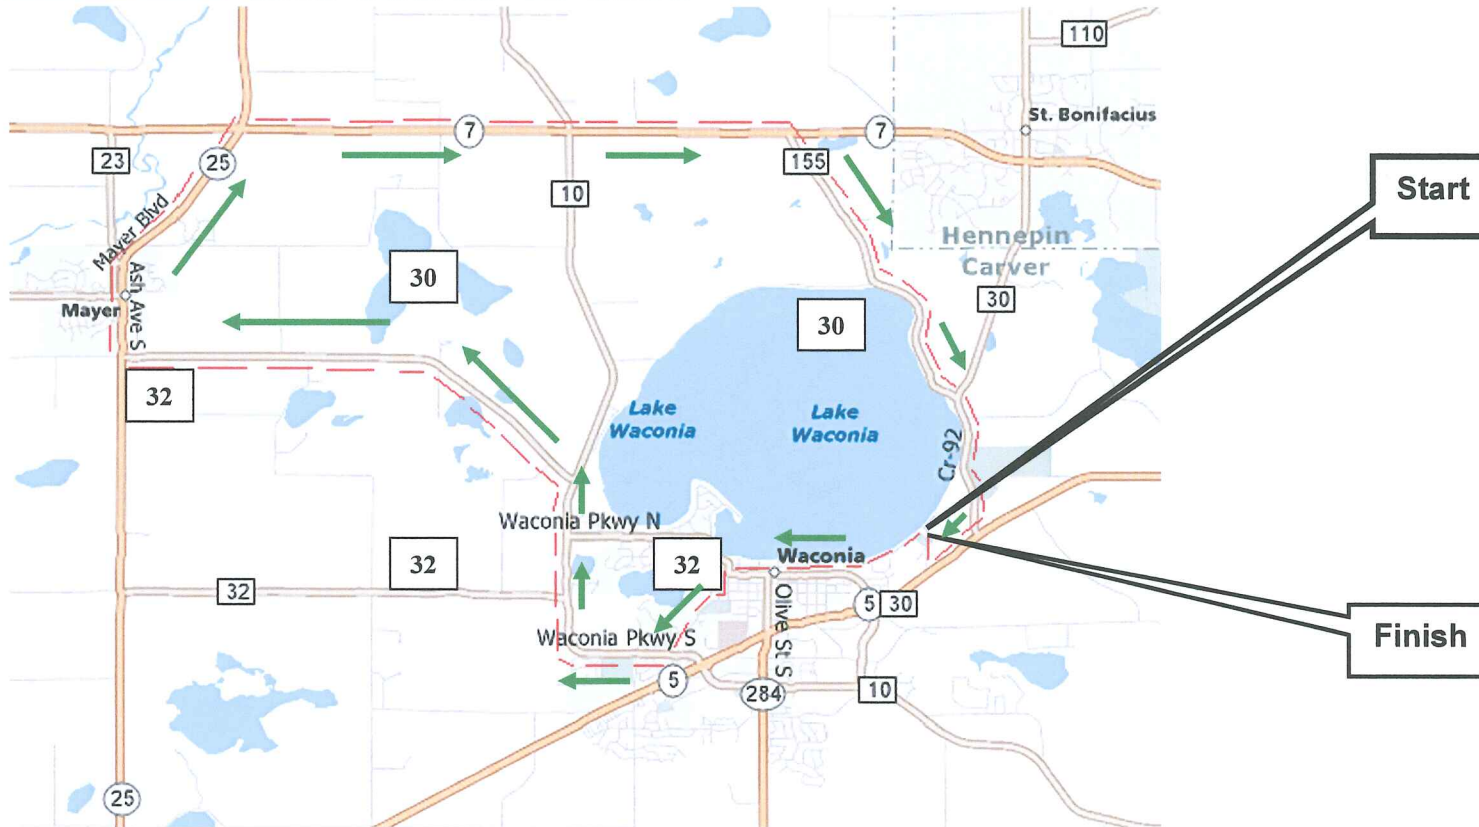 110
St. Bonifacius
7
7
23
25
155
10
Start
Mayer Blvd
Hennepin
Carver
30
30
30
Ash Ave S
Mayer
32
Lake
Waconia
Lake
Waconia
Cr-92
Waconia Pkwy N
Waconia
32
32
32
5
30
Olive St S
Waconia Pkwy S
Finish
5
284
10
25